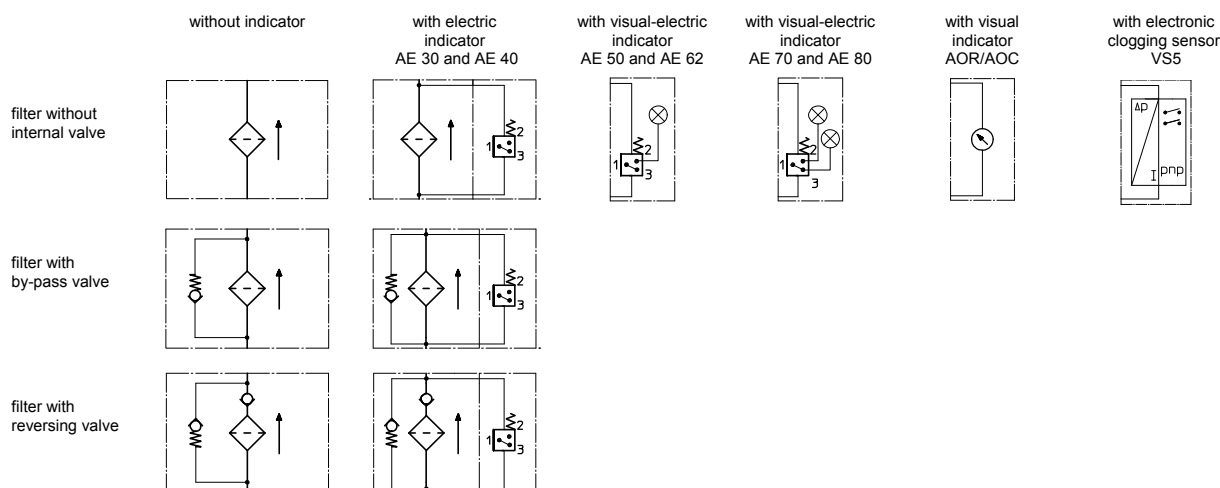 without indicator
with electric
indicator
AE 30 and AE 40
with visual-electric
indicator
AE 50 and AE 62
with visual-electric
indicator
AE 70 and AE 80
with visual
indicator
AOR/AOC
with electronic
clogging sensor
VS5
filter without
internal valve
1 2 3
1 2 3
1 2 3
Δp
I pnp
filter with
by-pass valve
1 2 3
filter with
reversing valve
1 2 3